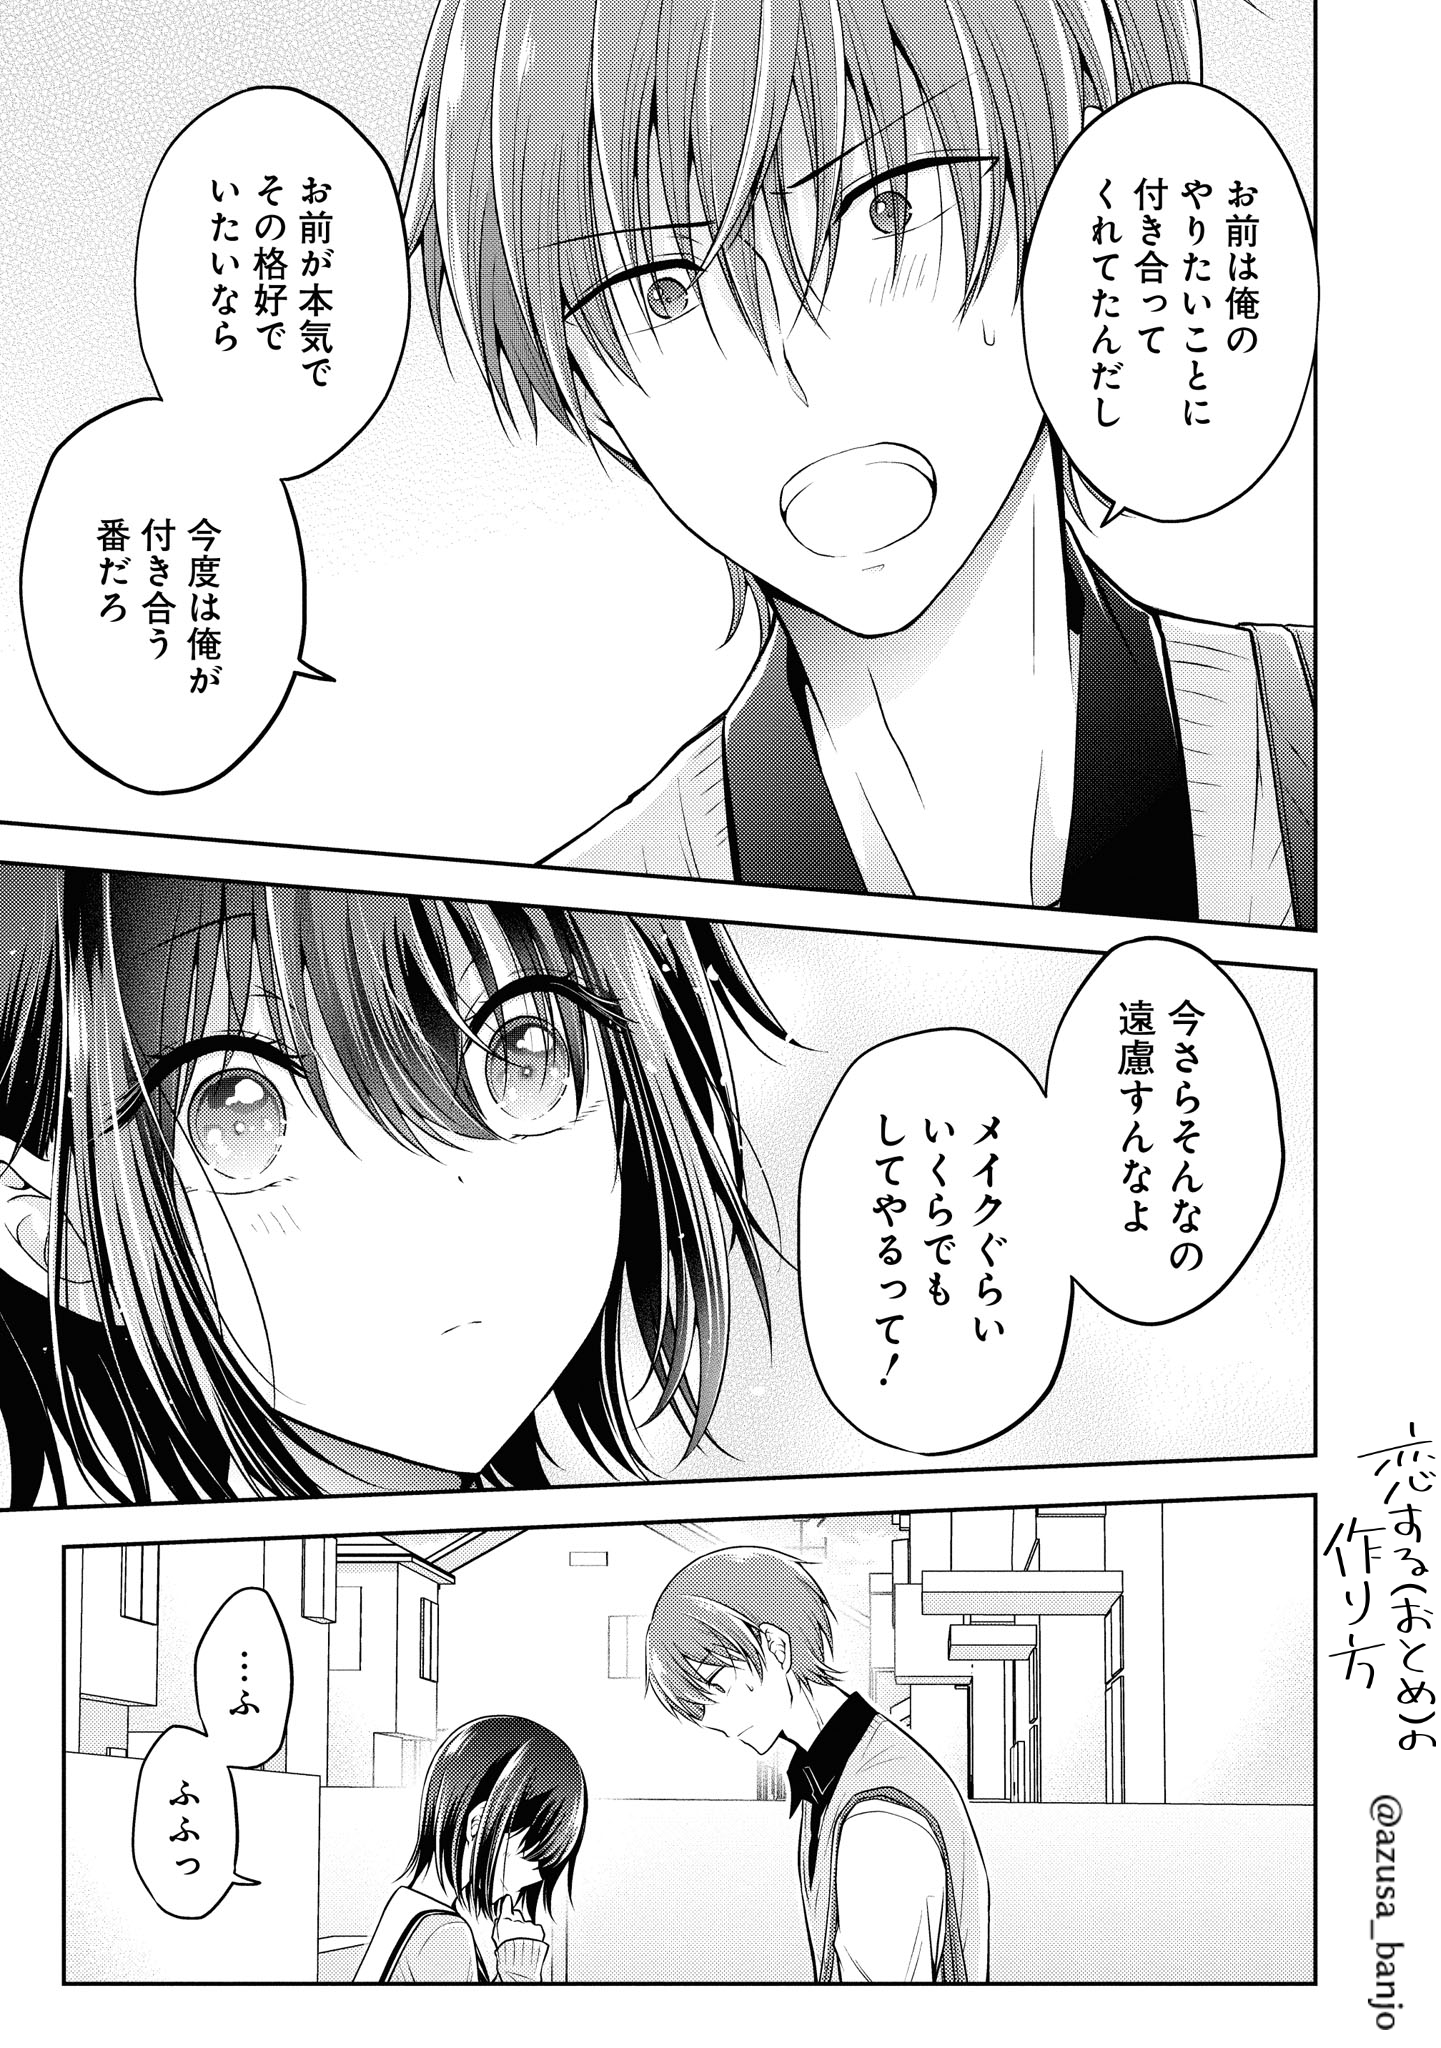 お前は俺の
やりたいことに
付き合って
くれてたんだし
お前が本気で
その格好で
いたいなら
今度は俺が
付き合う
番だろ
今さらそんなの
遠慮すんなよ
メイクぐらい
いくらでも
してやるって！
…ふ
ふふっ
恋する(おとめ)の
作り方
@azusa_banjo